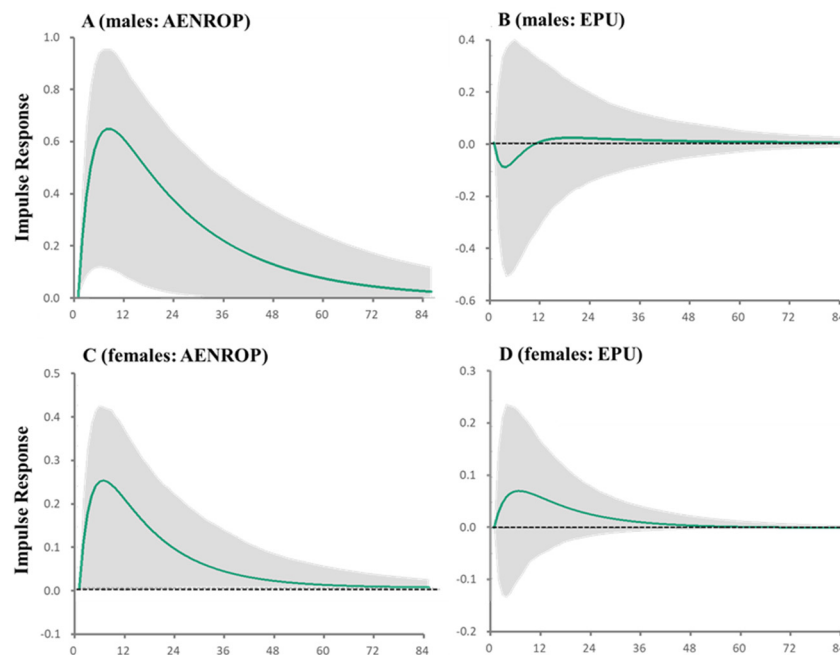 A (males: AENROP)
Impulse Response
1.0
0.8
0.6
0.4
0.2
0.0
0 12 24 36 48 60 72 84
B (males: EPU)
0.4
0.2
0.0
-0.2
-0.4
-0.6
0 12 24 36 48 60 72 84
C (females: AENROP)
Impulse Response
0.5
0.4
0.3
0.2
0.1
0.0
-0.1
0 12 24 36 48 60 72 84
D (females: EPU)
0.3
0.2
0.1
0.0
-0.1
-0.2
0 12 24 36 48 60 72